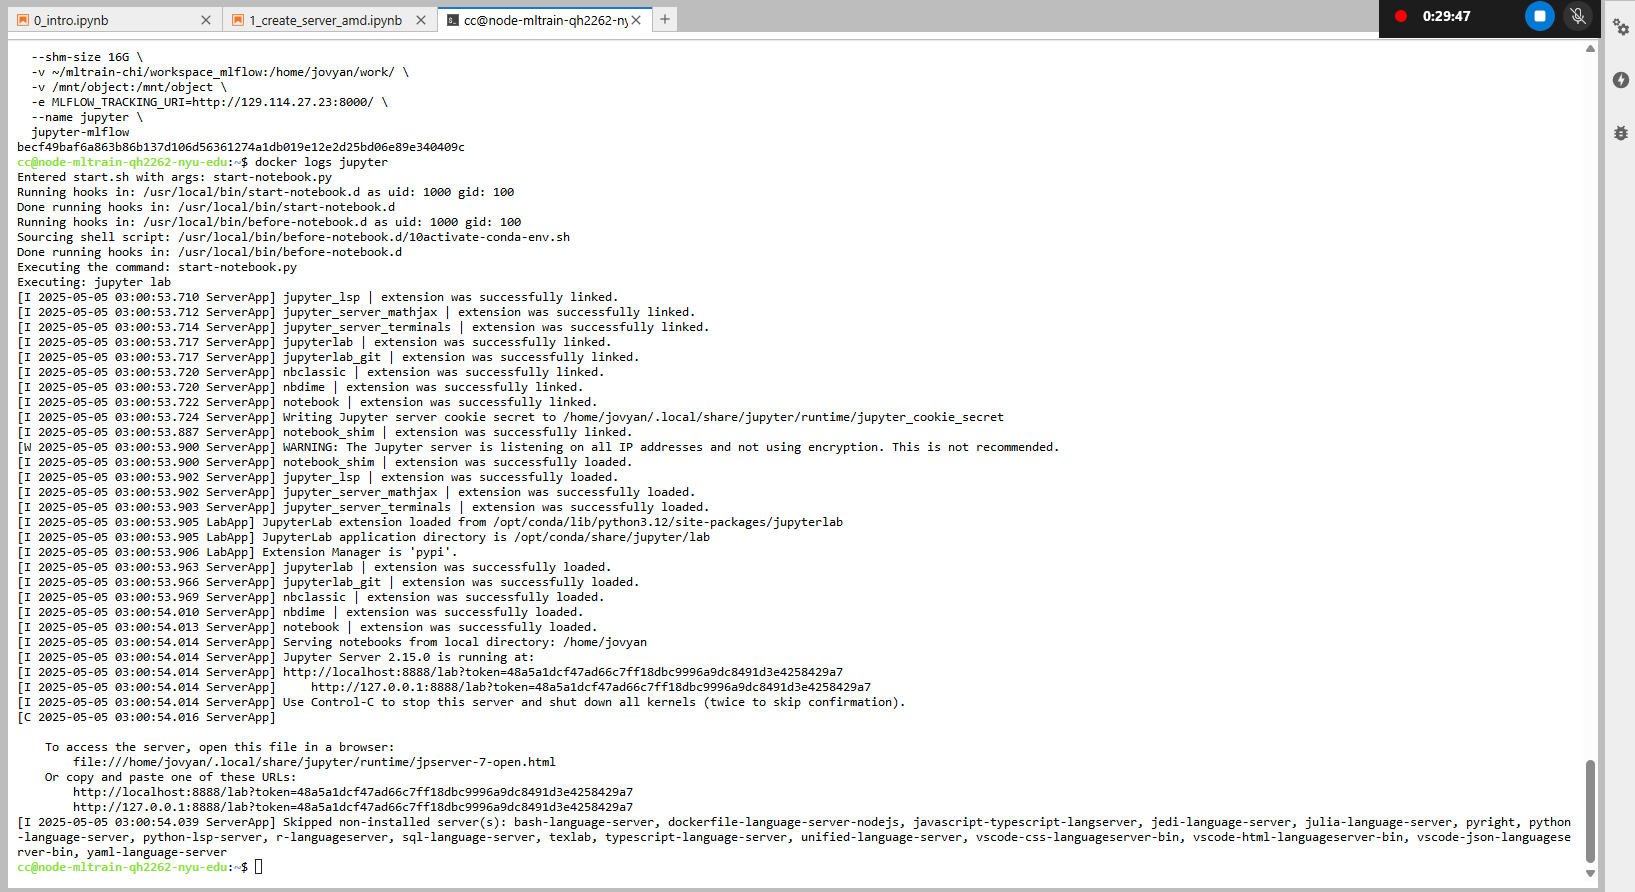 0_intro.ipynb
1_create_server_amd.ipynb
cc@node-mltrain-qh2262-ny
0:29:47
--shm-size 16G \
-v ~/mltrain-chi/workspace_mlflow:/home/jovyan/work/ \
-v /mnt/object:/mnt/object \
-e MLFLOW_TRACKING_URI=http://129.114.27.23:8000/ \
--name jupyter \
jupyter-mlflow
becf49baf6a863b86b137d106d56361274a1db019e12e2d25bd06e89e340409c
cc@node-mltrain-qh2262-nyu-edu:~$ docker logs jupyter
Entered start.sh with args: start-notebook.py
Running hooks in: /usr/local/bin/start-notebook.d as uid: 1000 gid: 100
Done running hooks in: /usr/local/bin/start-notebook.d
Running hooks in: /usr/local/bin/before-notebook.d as uid: 1000 gid: 100
Sourcing shell script: /usr/local/bin/before-notebook.d/10activate-conda-env.sh
Done running hooks in: /usr/local/bin/before-notebook.d
Executing the command: start-notebook.py
Executing: jupyter lab
[I 2025-05-05 03:00:53.710 ServerApp] jupyter_lsp | extension was successfully linked.
[I 2025-05-05 03:00:53.712 ServerApp] jupyter_server_mathjax | extension was successfully linked.
[I 2025-05-05 03:00:53.714 ServerApp] jupyter_server_terminals | extension was successfully linked.
[I 2025-05-05 03:00:53.717 ServerApp] jupyterlab | extension was successfully linked.
[I 2025-05-05 03:00:53.717 ServerApp] jupyterlab_git | extension was successfully linked.
[I 2025-05-05 03:00:53.720 ServerApp] nbclassic | extension was successfully linked.
[I 2025-05-05 03:00:53.720 ServerApp] nbdime | extension was successfully linked.
[I 2025-05-05 03:00:53.722 ServerApp] notebook | extension was successfully linked.
[I 2025-05-05 03:00:53.724 ServerApp] Writing Jupyter server cookie secret to /home/jovyan/.local/share/jupyter/runtime/jupyter_cookie_secret
[I 2025-05-05 03:00:53.887 ServerApp] notebook_shim | extension was successfully linked.
[W 2025-05-05 03:00:53.900 ServerApp] WARNING: The Jupyter server is listening on all IP addresses and not using encryption. This is not recommended.
[I 2025-05-05 03:00:53.900 ServerApp] notebook_shim | extension was successfully loaded.
[I 2025-05-05 03:00:53.902 ServerApp] jupyter_lsp | extension was successfully loaded.
[I 2025-05-05 03:00:53.902 ServerApp] jupyter_server_mathjax | extension was successfully loaded.
[I 2025-05-05 03:00:53.903 ServerApp] jupyter_server_terminals | extension was successfully loaded.
[I 2025-05-05 03:00:53.905 LabApp] JupyterLab extension loaded from /opt/conda/lib/python3.12/site-packages/jupyterlab
[I 2025-05-05 03:00:53.905 LabApp] JupyterLab application directory is /opt/conda/share/jupyter/lab
[I 2025-05-05 03:00:53.906 LabApp] Extension Manager is 'pypi'.
[I 2025-05-05 03:00:53.963 ServerApp] jupyterlab | extension was successfully loaded.
[I 2025-05-05 03:00:53.966 ServerApp] jupyterlab_git | extension was successfully loaded.
[I 2025-05-05 03:00:53.969 ServerApp] nbclassic | extension was successfully loaded.
[I 2025-05-05 03:00:54.010 ServerApp] nbdime | extension was successfully loaded.
[I 2025-05-05 03:00:54.013 ServerApp] notebook | extension was successfully loaded.
[I 2025-05-05 03:00:54.014 ServerApp] Serving notebooks from local directory: /home/jovyan
[I 2025-05-05 03:00:54.014 ServerApp] Jupyter Server 2.15.0 is running at:
[I 2025-05-05 03:00:54.014 ServerApp] http://localhost:8888/lab?token=48a5a1dcf47ad66c7ff18dbc9996a9dc8491d3e4258429a7
[I 2025-05-05 03:00:54.014 ServerApp]     http://127.0.0.1:8888/lab?token=48a5a1dcf47ad66c7ff18dbc9996a9dc8491d3e4258429a7
[I 2025-05-05 03:00:54.014 ServerApp] Use Control-C to stop this server and shut down all kernels (twice to skip confirmation).
[C 2025-05-05 03:00:54.016 ServerApp]
To access the server, open this file in a browser:
file:///home/jovyan/.local/share/jupyter/runtime/jpserver-7-open.html
Or copy and paste one of these URLs:
http://localhost:8888/lab?token=48a5a1dcf47ad66c7ff18dbc9996a9dc8491d3e4258429a7
http://127.0.0.1:8888/lab?token=48a5a1dcf47ad66c7ff18dbc9996a9dc8491d3e4258429a7
[I 2025-05-05 03:00:54.039 ServerApp] Skipped non-installed server(s): bash-language-server, dockerfile-language-server-nodejs, javascript-typescript-langserver, jedi-language-server, julia-language-server, pyright, python
-language-server, python-lsp-server, r-languageserver, sql-language-server, texlab, typescript-language-server, unified-language-server, vscode-css-languageserver-bin, vscode-html-languageserver-bin, vscode-json-languagese
rver-bin, yaml-language-server
cc@node-mltrain-qh2262-nyu-edu:~$